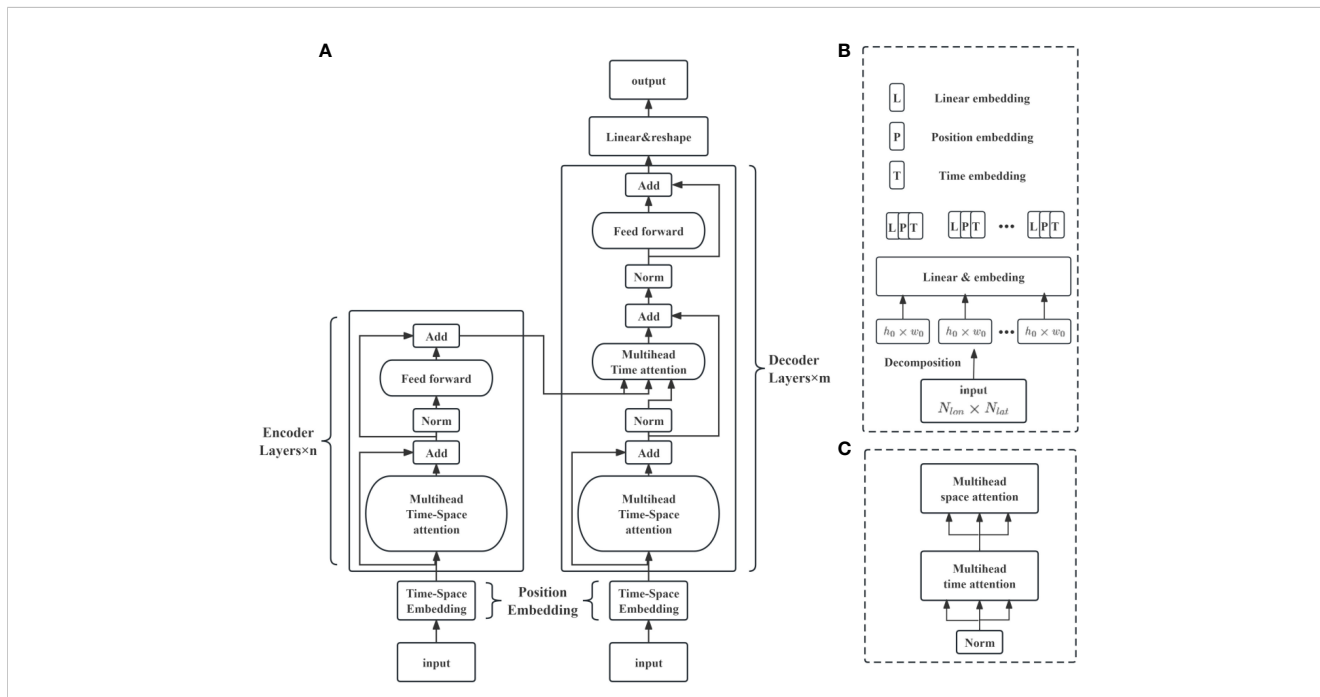 A
output
Linear&reshape
Add
Feed forward
Norm
Add
Multihead
Time attention
Norm
Add
Multihead
Time-Space
attention
Decoder
Layers×m
Add
Feed forward
Norm
Add
Multihead
Time-Space
attention
Encoder
Layers×n
Time-Space
Embedding
Position
Embedding
Time-Space
Embedding
input
input
B
L Linear embedding
P Position embedding
T Time embedding
L P T L P T ••• L P T
Linear & embeding
h₀ × w₀ h₀ × w₀ ••• h₀ × w₀
Decomposition
input
Nₗₒₙ × Nₗₐₜ
C
Multihead
space attention
Multihead
time attention
Norm